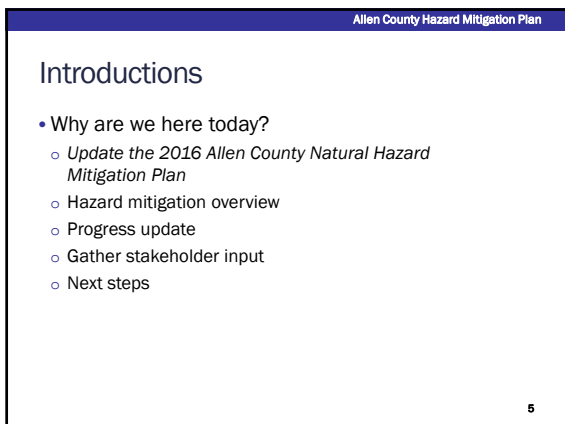 Allen County Hazard Mitigation Plan
Introductions
• Why are we here today?
o Update the 2016 Allen County Natural Hazard
Mitigation Plan
o Hazard mitigation overview
o Progress update
o Gather stakeholder input
o Next steps
5